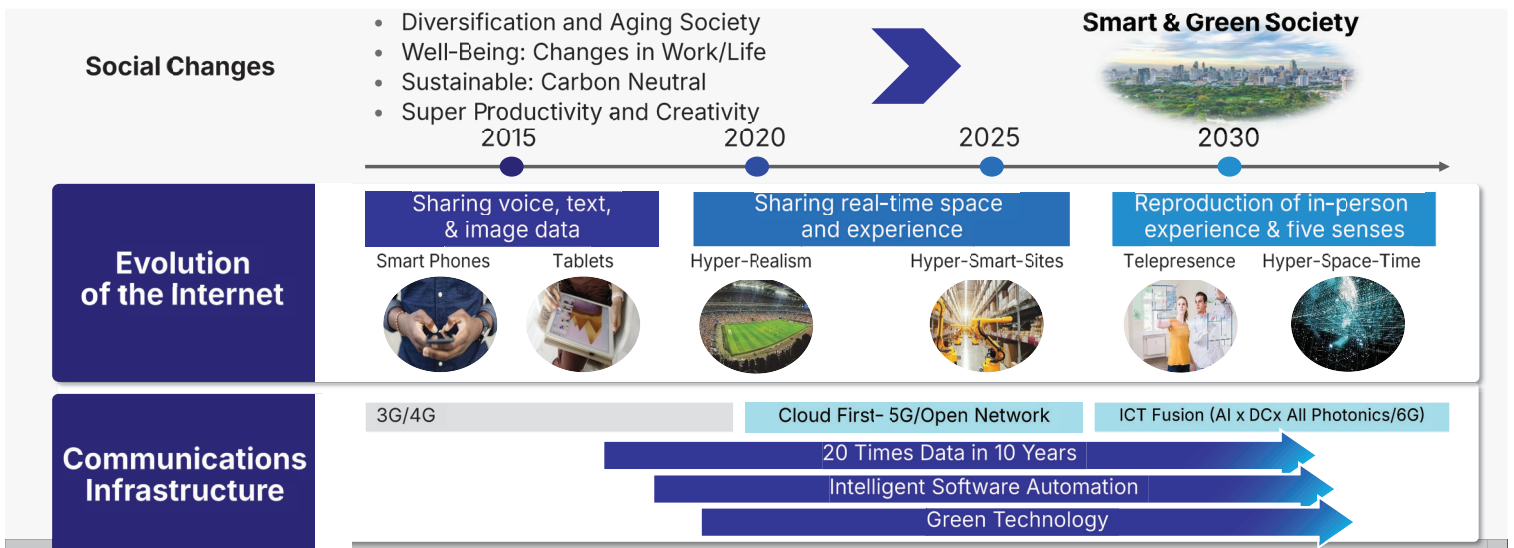 Social Changes
• Diversification and Aging Society
• Well-Being: Changes in Work/Life
• Sustainable: Carbon Neutral
• Super Productivity and Creativity
Smart & Green Society
2015
2020
2025
2030
Evolution
of the Internet
Sharing voice, text,
& image data
Sharing real-time space
and experience
Reproduction of in-person
experience & five senses
Smart Phones
Tablets
Hyper-Realism
Hyper-Smart-Sites
Telepresence
Hyper-Space-Time
Communications
Infrastructure
3G/4G
Cloud First- 5G/Open Network
ICT Fusion (AI x DCx All Photonics/6G)
20 Times Data in 10 Years
Intelligent Software Automation
Green Technology